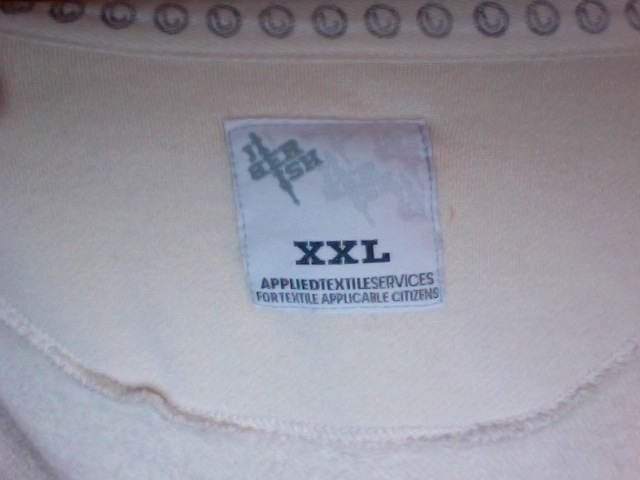 XXL
APPLIEDTEXTILESERVICES
FOR TEXTILE APPLICABLE CITIZENS